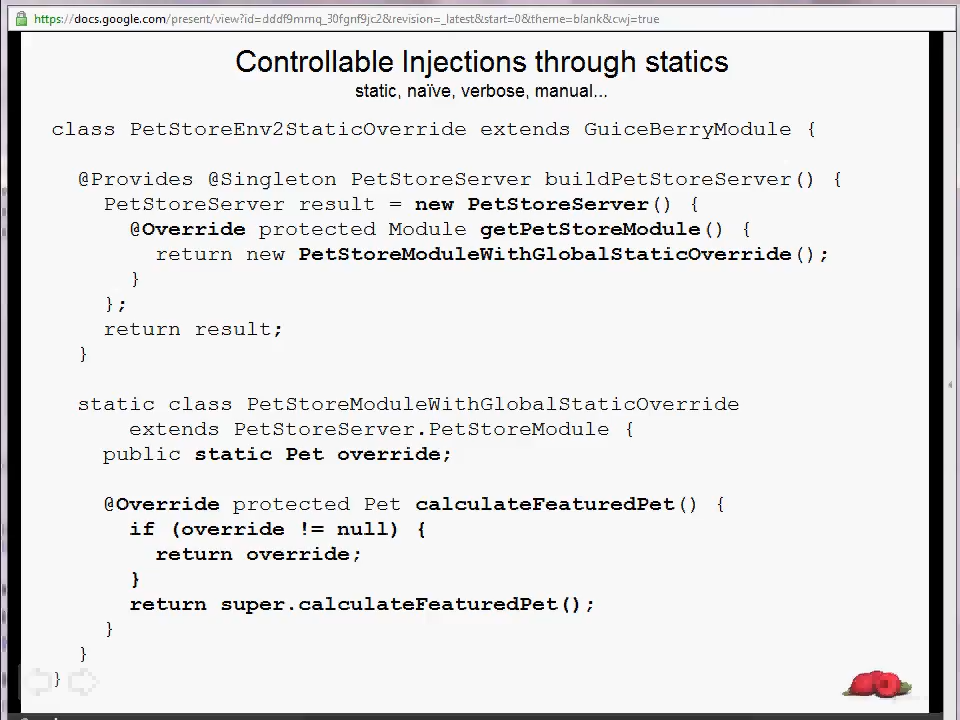 https://docs.google.com/present/view?id=dddf9mmq_30fgnf9jc2&revision=_latest&start=0&theme=blank&cwj=true
Controllable Injections through statics
static, naïve, verbose, manual...
class PetStoreEnv2StaticOverride extends GuiceBerryModule {
@Provides @Singleton PetStoreServer buildPetStoreServer() {
PetStoreServer result = new PetStoreServer() {
@Override protected Module getPetStoreModule() {
return new PetStoreModuleWithGlobalStaticOverride();
}
};
return result;
}
static class PetStoreModuleWithGlobalStaticOverride
extends PetStoreServer.PetStoreModule {
public static Pet override;
@Override protected Pet calculateFeaturedPet() {
if (override != null) {
return override;
}
return super.calculateFeaturedPet();
}
}
}